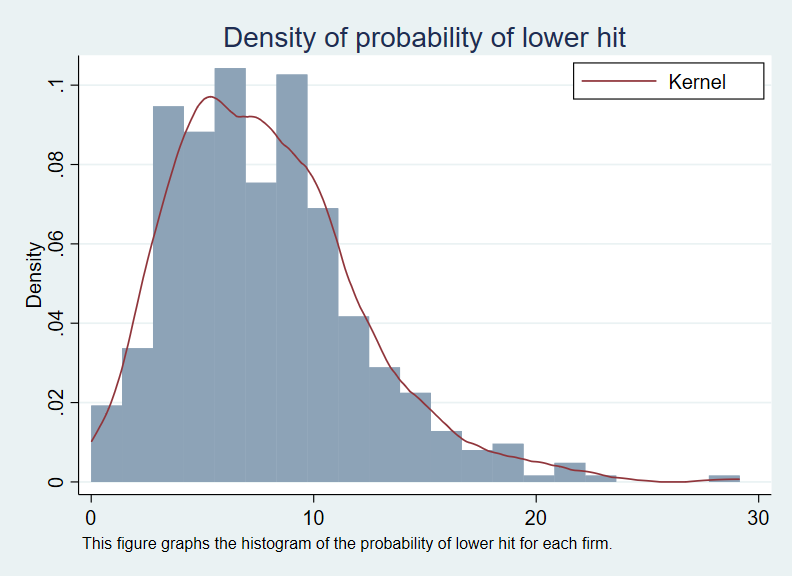 Density of probability of lower hit
Kernel
Density
.1
.08
.06
.04
.02
0
0 10 20 30
This figure graphs the histogram of the probability of lower hit for each firm.